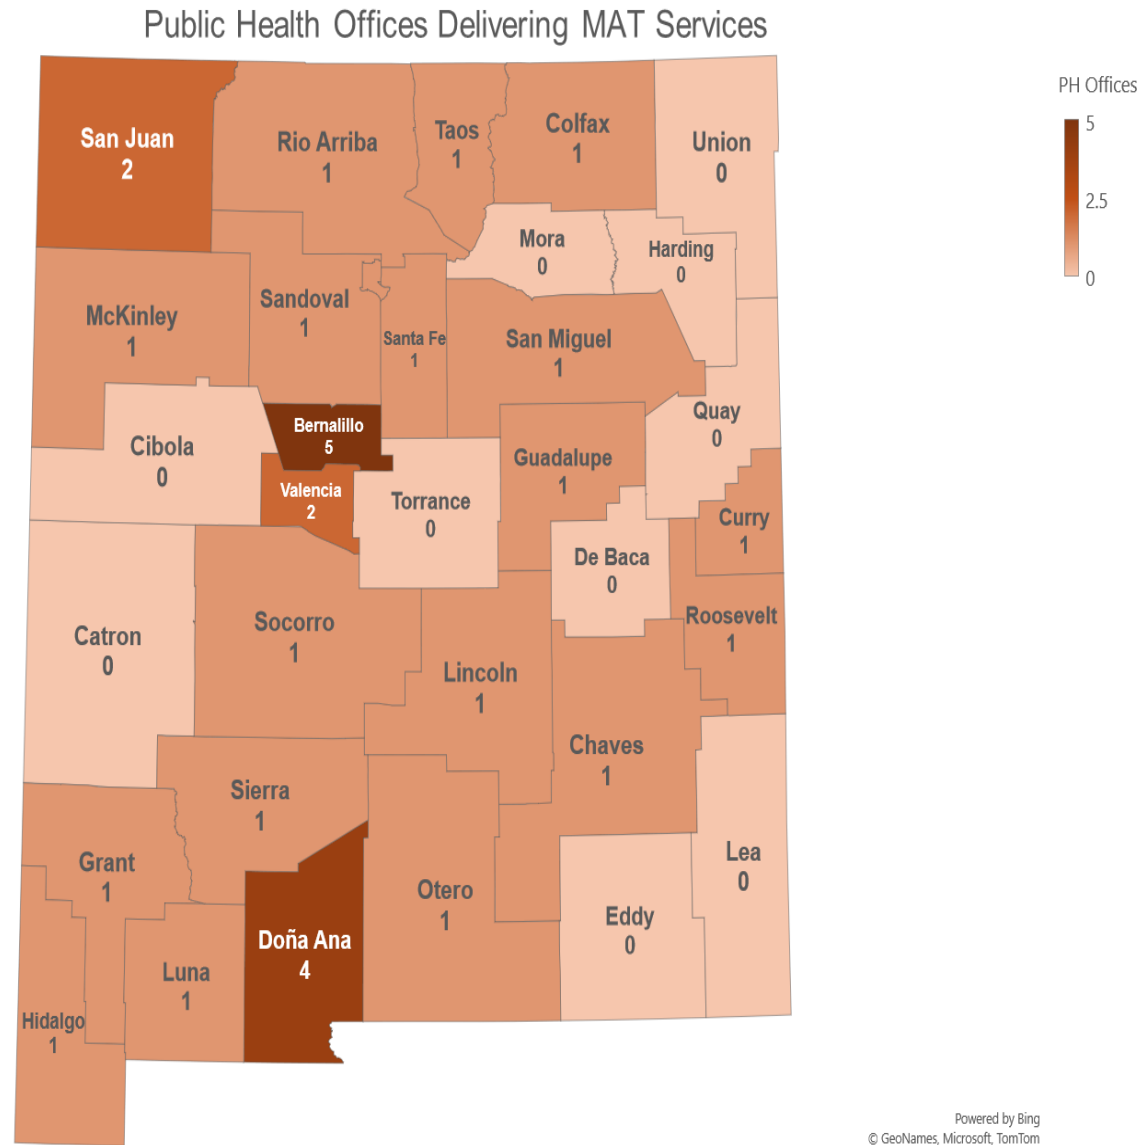 Public Health Offices Delivering MAT Services
PH Offices
5
2.5
0
San Juan
2
Rio Arriba
1
Taos
1
Colfax
1
Union
0
Mora
0
Harding
0
McKinley
1
Sandoval
1
Santa Fe
1
San Miguel
1
Quay
0
Cibola
0
Bernalillo
5
Valencia
2
Torrance
0
Guadalupe
1
Curry
1
De Baca
0
Roosevelt
1
Catron
0
Socorro
1
Lincoln
1
Chaves
1
Sierra
1
Grant
1
Doña Ana
4
Otero
1
Lea
0
Eddy
0
Luna
1
Hidalgo
1
Powered by Bing
© GeoNames, Microsoft, TomTom